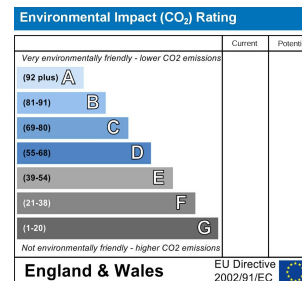 Environmental Impact (CO₂) Rating
Current
Very environmentally friendly - lower CO2 emissions
(92 plus) A
(81-91) B
(69-80) C
(55-68) D
(39-54) E
(21-38) F
(1-20) G
Not environmentally friendly - higher CO2 emissions
England & Wales
EU Directive
2002/91/EC